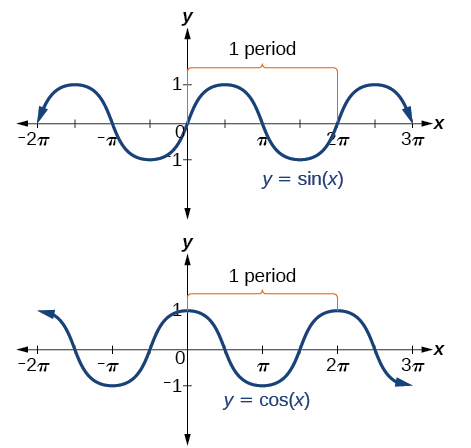 y
1 period
1
x
0
−2π
−π
π
2π
3π
−1
y = sin(x)
y
1 period
1
x
0
−2π
−π
π
2π
3π
−1
y = cos(x)